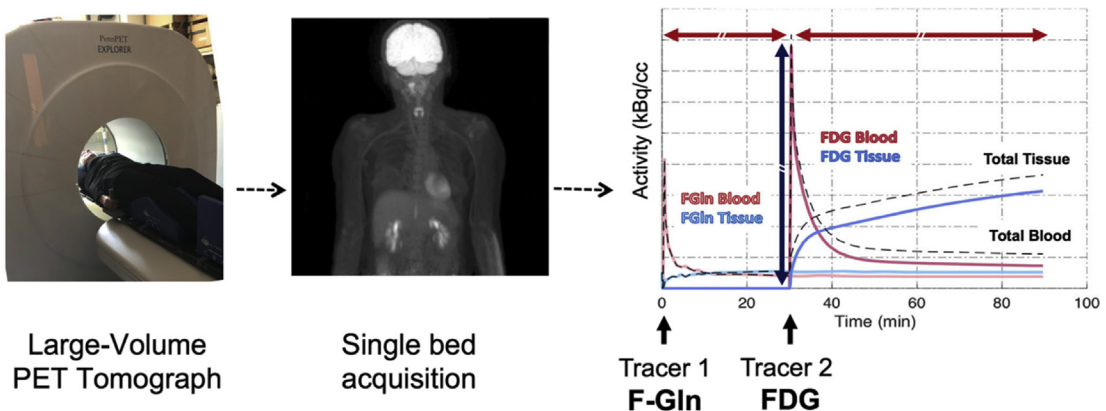 PennPET
EXPLORER
Large-Volume
PET Tomograph
Single bed
acquisition
Activity (kBq/cc
FDG Blood
FDG Tissue
FGln Blood
FGln Tissue
Total Tissue
Total Blood
0 20 40 60 80 100
Time (min)
Tracer 1
F-Gln
Tracer 2
FDG